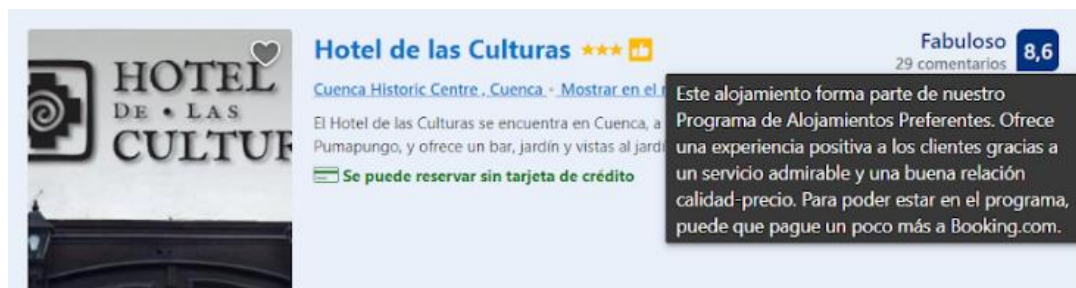 HOTEL
DE • LAS
CULTUR
Hotel de las Culturas
Fabuloso
29 comentarios
8,6
Cuenca Historic Centre, Cuenca • Mostrar en el
El Hotel de las Culturas se encuentra en Cuenca, a
Pumapungo, y ofrece un bar, jardín y vistas al jardí
Se puede reservar sin tarjeta de crédito
Este alojamiento forma parte de nuestro
Programa de Alojamientos Preferentes. Ofrece
una experiencia positiva a los clientes gracias a
un servicio admirable y una buena relación
calidad-precio. Para poder estar en el programa,
puede que pague un poco más a Booking.com.